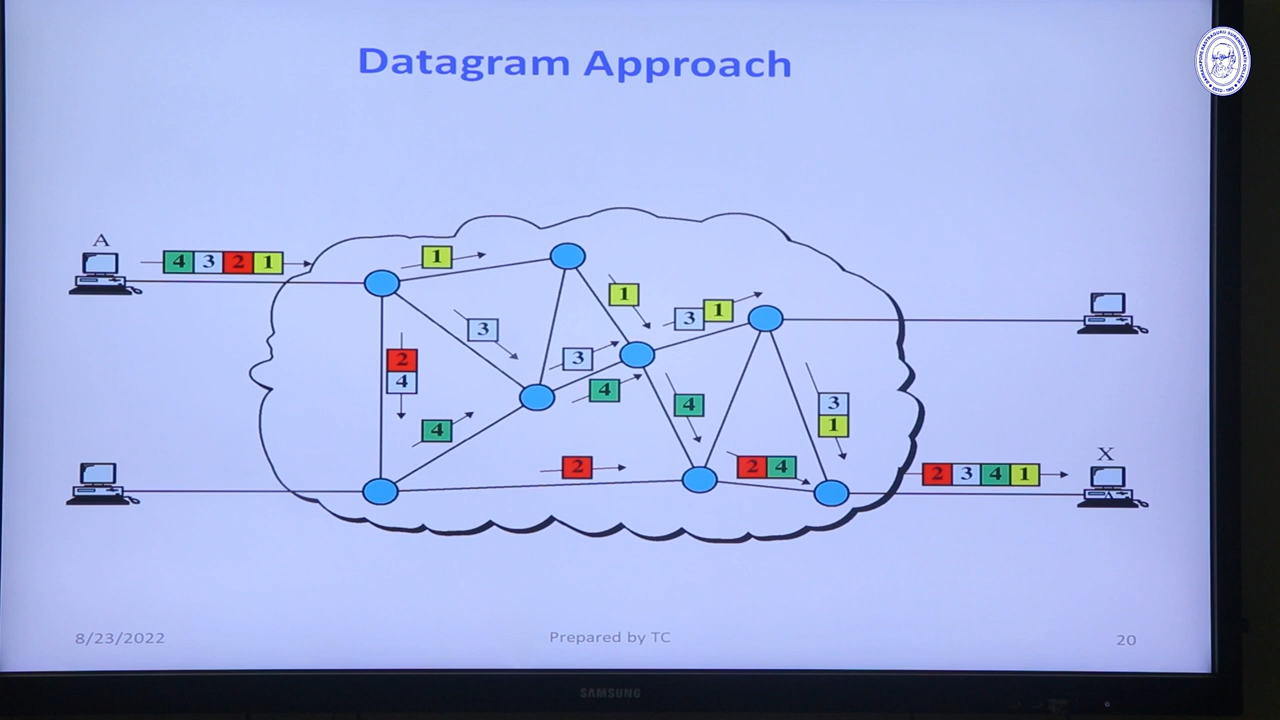 Datagram Approach
A
4 3 2 1
1
1
3 1
3
3
2
4
4
4
4
3
1
2
2 4
2 3 4 1
X
8/23/2022
Prepared by TC
20
SAMSUNG